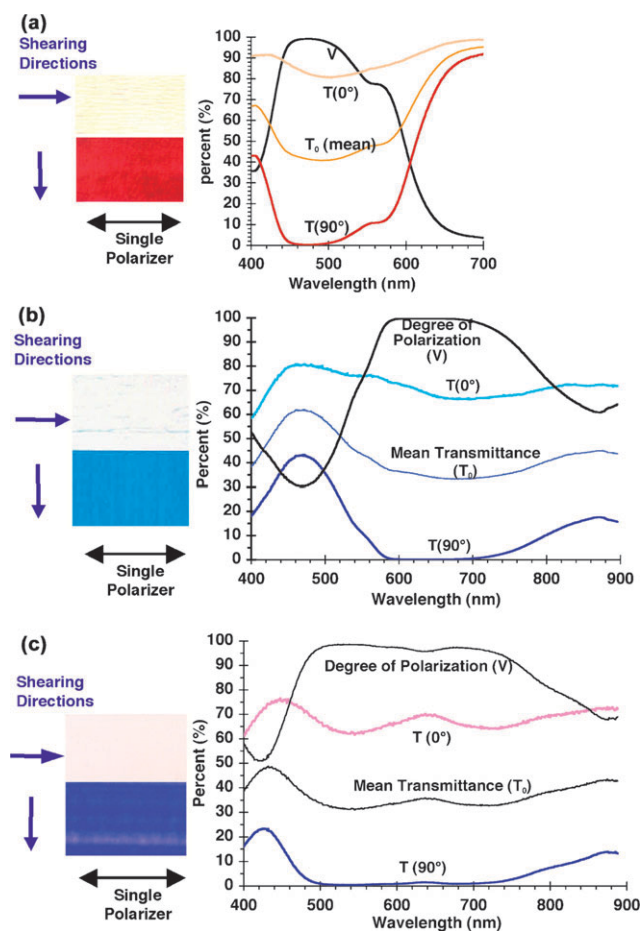 (a)
Shearing
Directions
Single
Polarizer
percent (%)
100
90
80
70
60
50
40
30
20
10
0
V
T(0°)
T₀ (mean)
T(90°)
400 500 600 700
Wavelength (nm)
(b)
Shearing
Directions
Single
Polarizer
Percent (%)
100
90
80
70
60
50
40
30
20
10
0
Degree of
Polarization
(V)
T(0°)
Mean Transmittance
(T₀)
T(90°)
400 500 600 700 800 900
Wavelength (nm)
(c)
Shearing
Directions
Single
Polarizer
Percent (%)
100
90
80
70
60
50
40
30
20
10
0
Degree of Polarization (V)
T (0°)
Mean Transmittance (T₀)
T (90°)
400 500 600 700 800 900
Wavelength (nm)